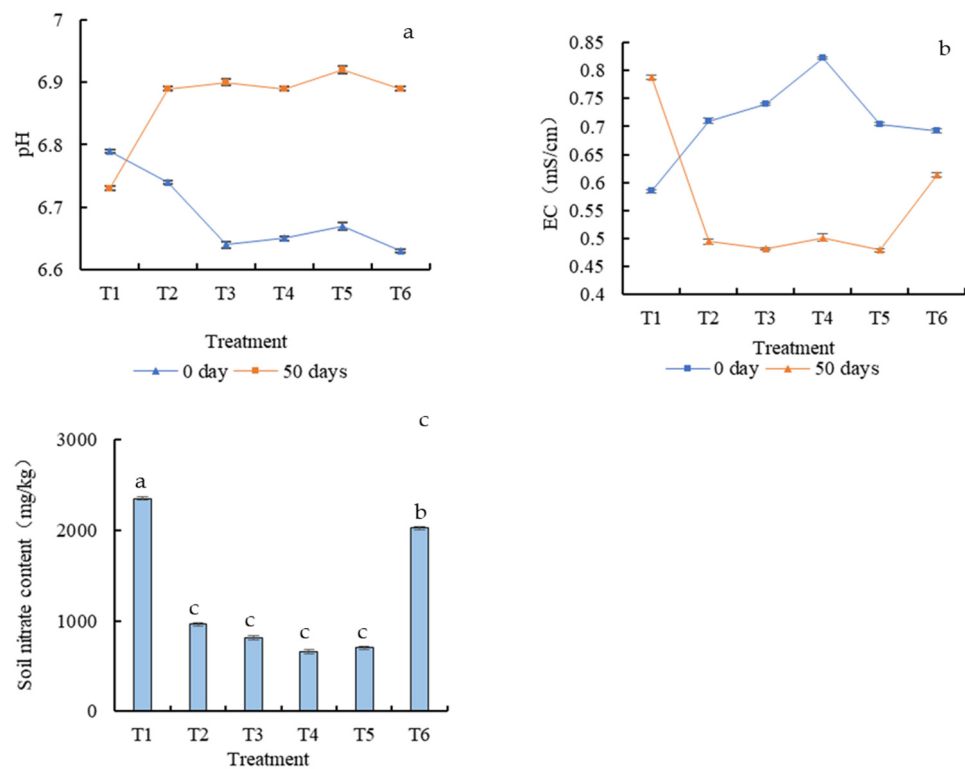 a
7
6.9
6.8
6.7
6.6
pH
T1 T2 T3 T4 T5 T6
Treatment
0 day 50 days
b
0.85
0.8
0.75
0.7
0.65
0.6
0.55
0.5
0.45
0.4
EC（mS/cm）
T1 T2 T3 T4 T5 T6
Treatment
0 day 50 days
c
3000
2000
1000
0
Soil nitrate content（mg/kg）
a
c
c
c
c
b
T1 T2 T3 T4 T5 T6
Treatment